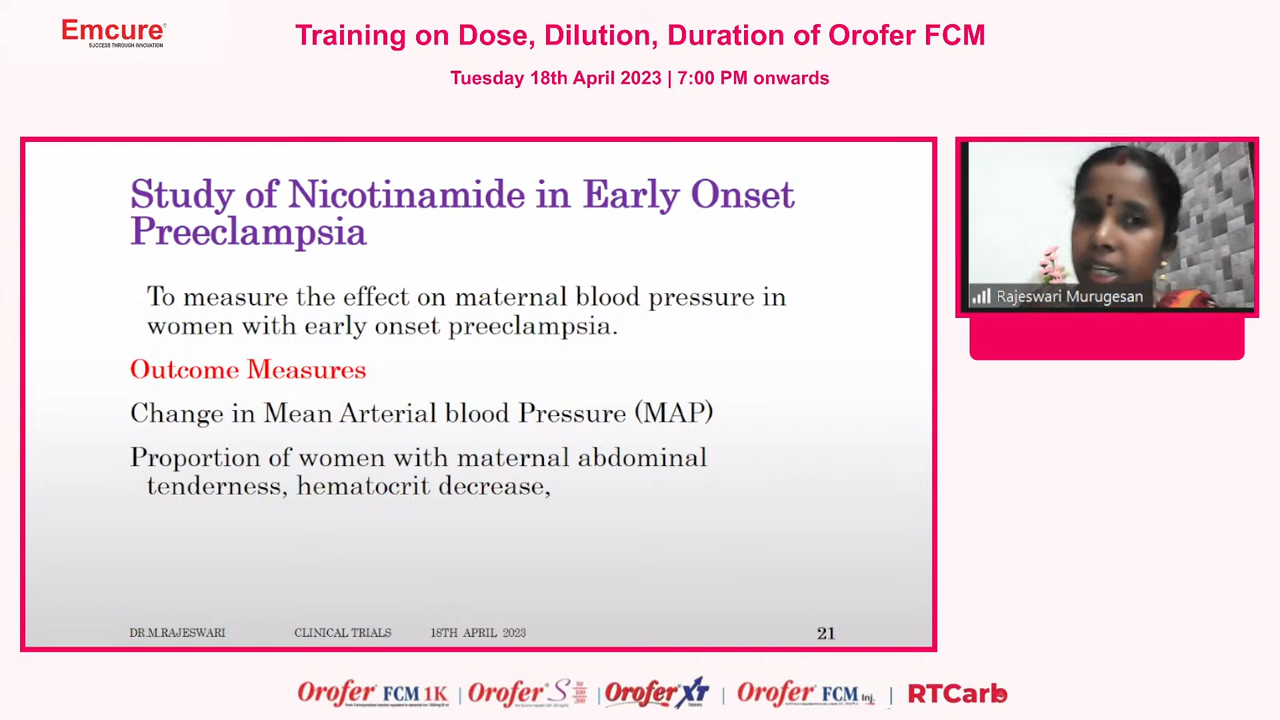 Emcure
SUCCESS THROUGH INNOVATION
Training on Dose, Dilution, Duration of Orofer FCM
Tuesday 18th April 2023 | 7:00 PM onwards
Study of Nicotinamide in Early Onset
Preeclampsia
To measure the effect on maternal blood pressure in
women with early onset preeclampsia.
Outcome Measures
Change in Mean Arterial blood Pressure (MAP)
Proportion of women with maternal abdominal
tenderness, hematocrit decrease,
DR.M.RAJESWARI CLINICAL TRIALS 18TH APRIL 2023 21
Rajeswari Murugesan
Orofer FCM 1K | Orofer S 50 100 200 | Orofer XT Tablets | Orofer FCM Inj. | RTCarb